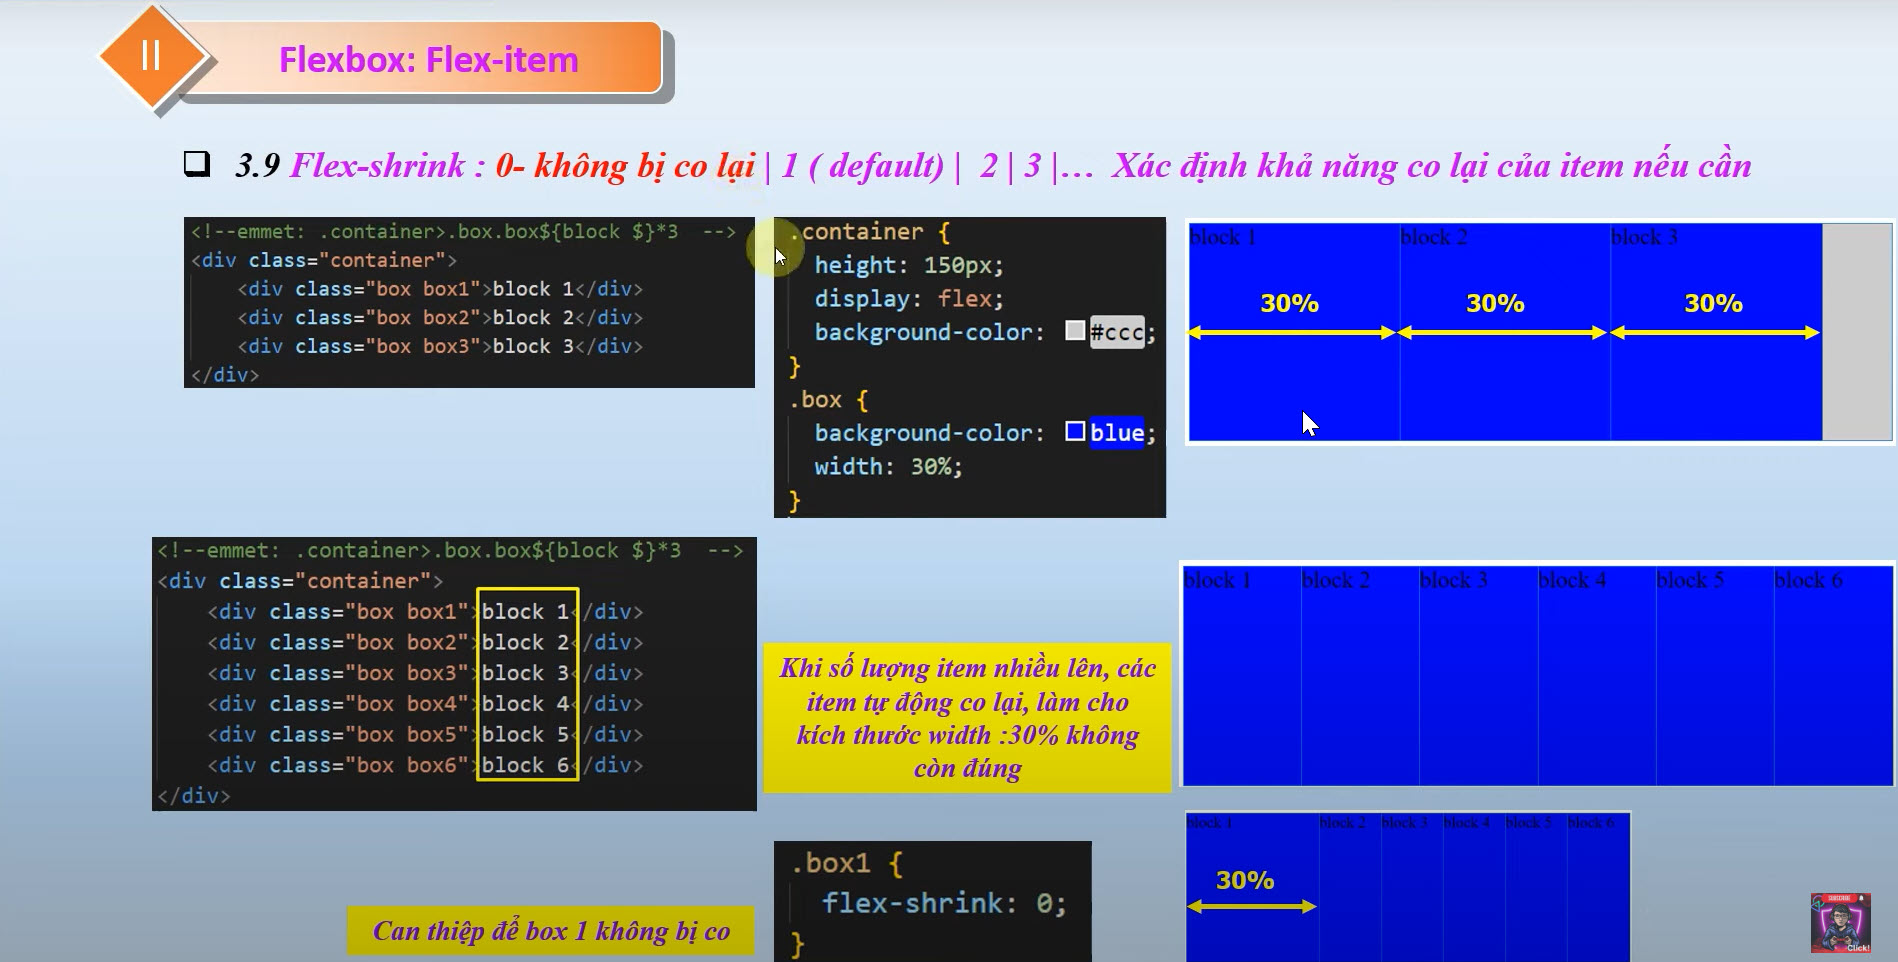 II
Flexbox: Flex-item
3.9 Flex-shrink : 0- không bị co lại | 1 ( default) | 2 | 3 |… Xác định khả năng co lại của item nếu cần
<!--emmet: .container>.box.box${block $}*3 -->
<div class="container">
<div class="box box1">block 1</div>
<div class="box box2">block 2</div>
<div class="box box3">block 3</div>
</div>
.container {
height: 150px;
display: flex;
background-color: #ccc;
}
.box {
background-color: blue;
width: 30%;
}
block 1 block 2 block 3
30% 30% 30%
<!--emmet: .container>.box.box${block $}*3 -->
<div class="container">
<div class="box box1">block 1</div>
<div class="box box2">block 2</div>
<div class="box box3">block 3</div>
<div class="box box4">block 4</div>
<div class="box box5">block 5</div>
<div class="box box6">block 6</div>
</div>
Khi số lượng item nhiều lên, các
item tự động co lại, làm cho
kích thước width :30% không
còn đúng
block 1 block 2 block 3 block 4 block 5 block 6
Can thiệp để box 1 không bị co
.box1 {
flex-shrink: 0;
}
block 1 block 2 block 3 block 4 block 5 block 6
30%
SUBSCRIBE
Click!